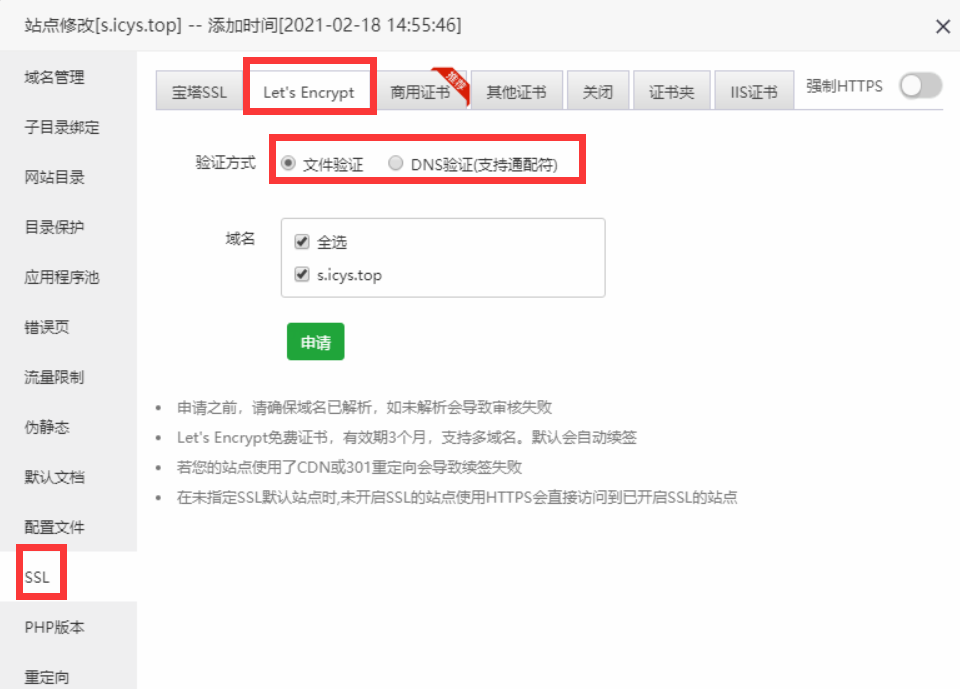 站点修改[s.icys.top] -- 添加时间[2021-02-18 14:55:46]
域名管理
子目录绑定
网站目录
目录保护
应用程序池
错误页
流量限制
伪静态
默认文档
配置文件
SSL
PHP版本
重定向
宝塔SSL Let's Encrypt 商用证书 推荐 其他证书 关闭 证书夹 IIS证书 强制HTTPS
验证方式 文件验证 DNS验证(支持通配符)
域名 全选
s.icys.top
申请
申请之前，请确保域名已解析，如未解析会导致审核失败
Let's Encrypt免费证书，有效期3个月，支持多域名。默认会自动续签
若您的站点使用了CDN或301重定向会导致续签失败
在未指定SSL默认站点时,未开启SSL的站点使用HTTPS会直接访问到已开启SSL的站点